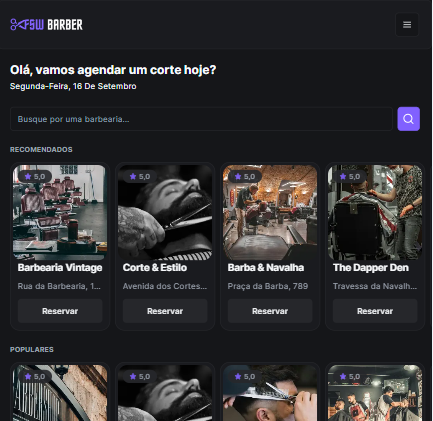 FSW BARBER
Olá, vamos agendar um corte hoje?
Segunda-Feira, 16 De Setembro
Busque por uma barbearia...
RECOMENDADOS
5,0
5,0
5,0
5,0
Barbearia Vintage
Corte & Estilo
Barba & Navalha
The Dapper Den
Rua da Barbearia, 1...
Avenida dos Cortes...
Praça da Barba, 789
Travessa da Navalh...
Reservar
Reservar
Reservar
Reservar
POPULARES
5,0
5,0
5,0
5,0